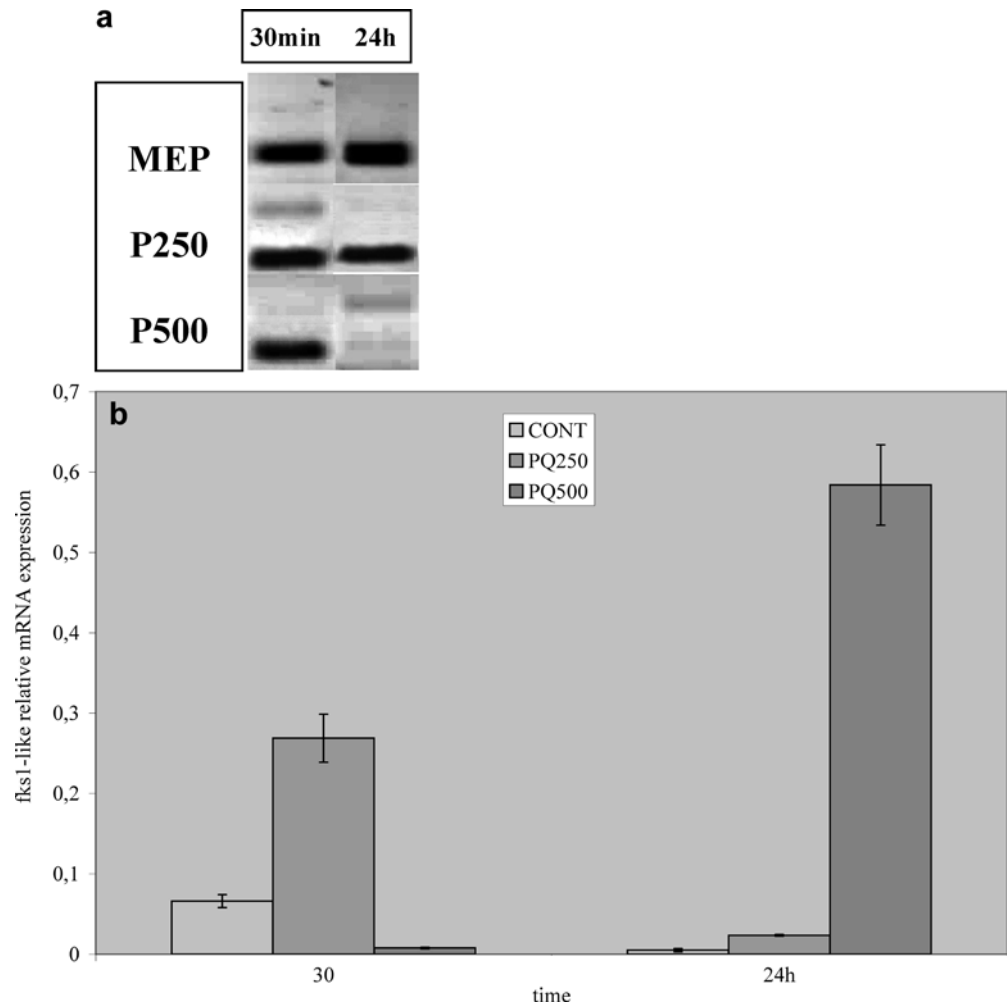 a
30min 24h
MEP
P250
P500
b
CONT
PQ250
PQ500
fks1-like relative mRNA expression
0,7
0,6
0,5
0,4
0,3
0,2
0,1
0
30 24h
time